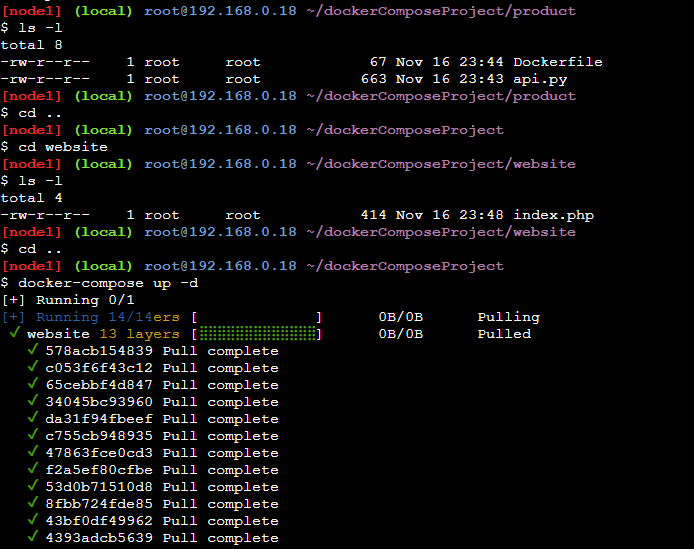 [node1] (local) root@192.168.0.18 ~/dockerComposeProject/product
$ ls -l
total 8
-rw-r--r--    1 root     root            67 Nov 16 23:44 Dockerfile
-rw-r--r--    1 root     root           663 Nov 16 23:43 api.py
[node1] (local) root@192.168.0.18 ~/dockerComposeProject/product
$ cd ..
[node1] (local) root@192.168.0.18 ~/dockerComposeProject
$ cd website
[node1] (local) root@192.168.0.18 ~/dockerComposeProject/website
$ ls -l
total 4
-rw-r--r--    1 root     root           414 Nov 16 23:48 index.php
[node1] (local) root@192.168.0.18 ~/dockerComposeProject/website
$ cd ..
[node1] (local) root@192.168.0.18 ~/dockerComposeProject
$ docker-compose up -d
[+] Running 0/1
[+] Running 14/14ers [             ]      0B/0B      Pulling
✓ website 13 layers [⣿⣿⣿⣿⣿⣿⣿⣿⣿⣿⣿⣿⣿]      0B/0B      Pulled
✓ 578acb154839 Pull complete
✓ c053f6f43c12 Pull complete
✓ 65cebbf4d847 Pull complete
✓ 34045bc93960 Pull complete
✓ da31f94fbeef Pull complete
✓ c755cb948935 Pull complete
✓ 47863fce0cd3 Pull complete
✓ f2a5ef80cfbe Pull complete
✓ 53d0b71510d8 Pull complete
✓ 8fbb724fde85 Pull complete
✓ 43bf0df49962 Pull complete
✓ 4393adcb5639 Pull complete